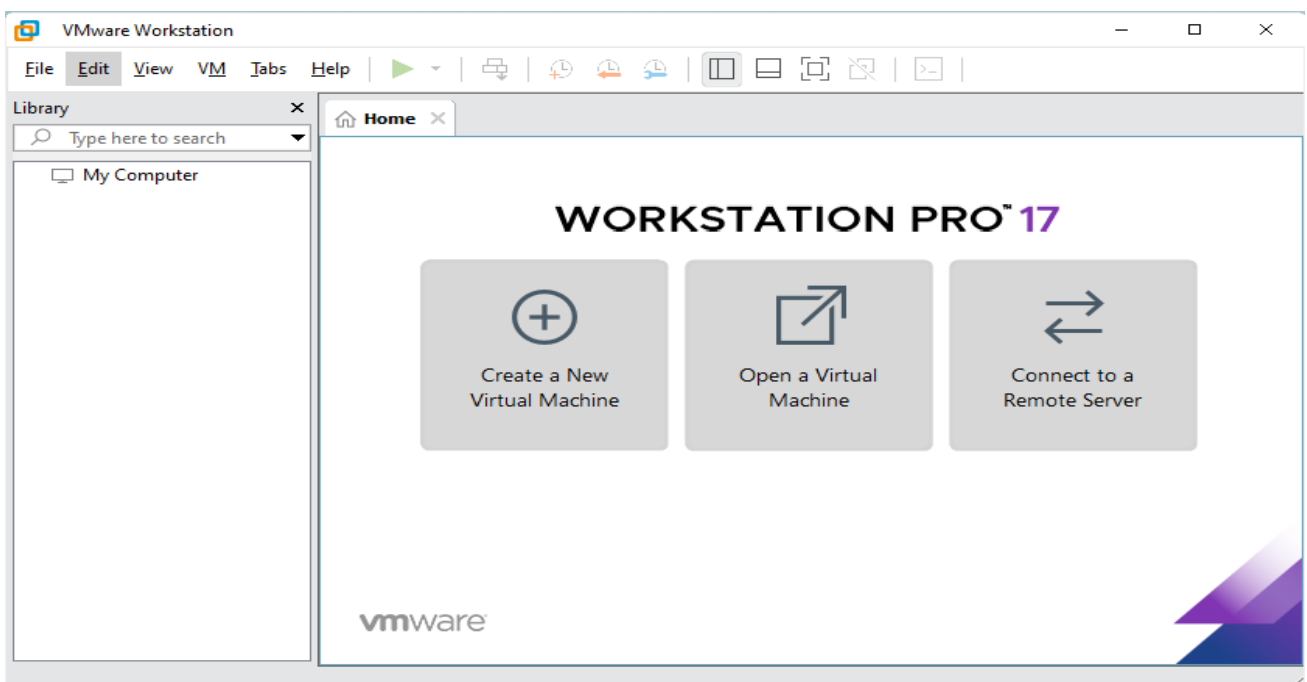 VMware Workstation
File Edit View VM Tabs Help
Library
Home
Type here to search
My Computer
WORKSTATION PRO™ 17
Create a New
Virtual Machine
Open a Virtual
Machine
Connect to a
Remote Server
vmware